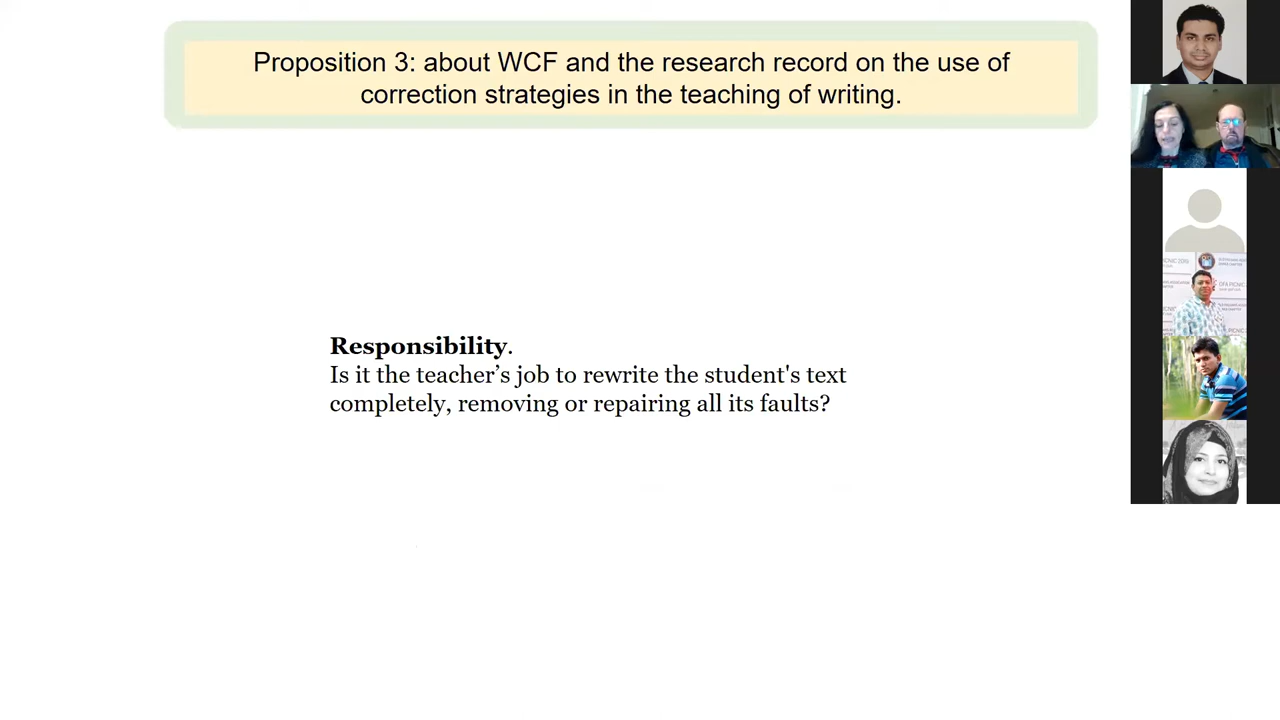 Proposition 3: about WCF and the research record on the use of
correction strategies in the teaching of writing.
Responsibility.
Is it the teacher’s job to rewrite the student's text
completely, removing or repairing all its faults?